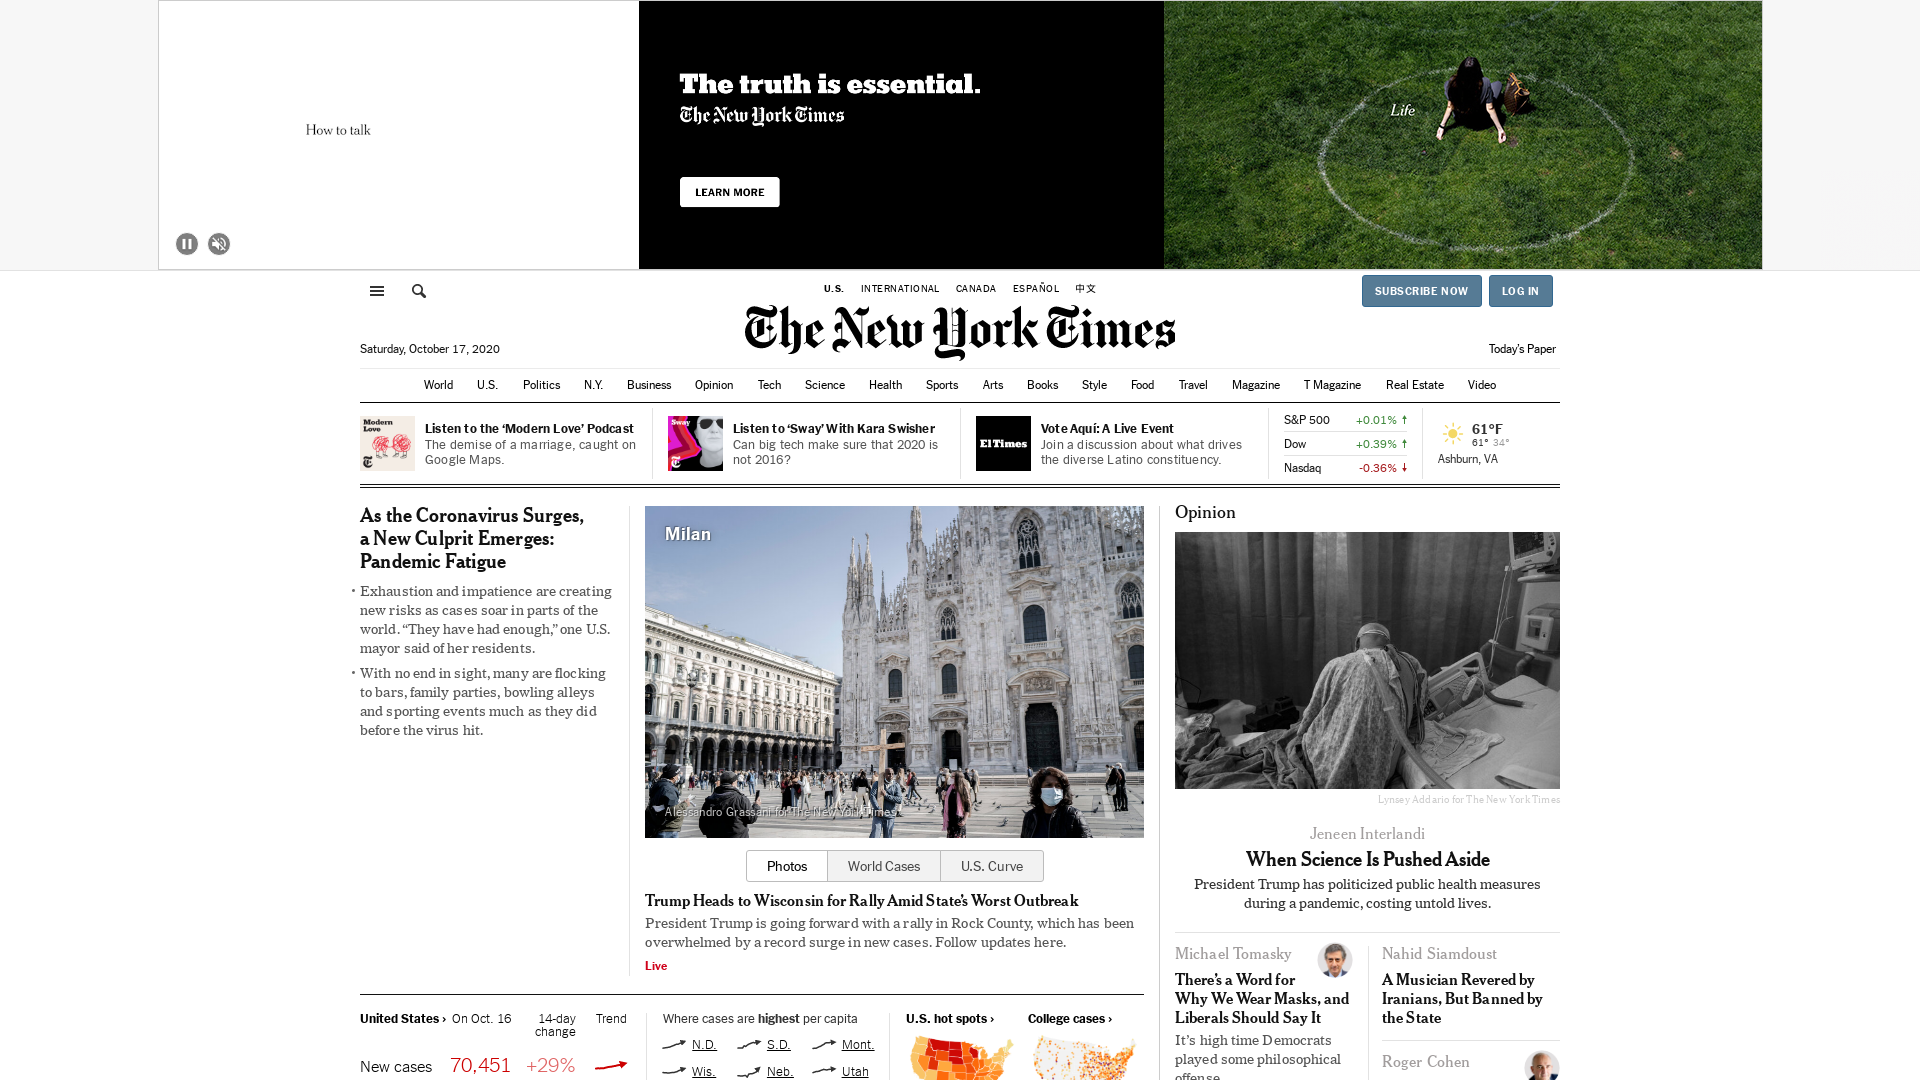 How to talk
The truth is essential.
The New York Times
LEARN MORE
Life
U.S. INTERNATIONAL CANADA ESPAÑOL 中文
SUBSCRIBE NOW LOG IN
The New York Times
Saturday, October 17, 2020
Today's Paper
World U.S. Politics N.Y. Business Opinion Tech Science Health Sports Arts Books Style Food Travel Magazine T Magazine Real Estate Video
Modern
Love
Listen to the ‘Modern Love’ Podcast
The demise of a marriage, caught on
Google Maps.
Sway
Listen to ‘Sway’ With Kara Swisher
Can big tech make sure that 2020 is
not 2016?
El Times
Vote Aquí: A Live Event
Join a discussion about what drives
the diverse Latino constituency.
S&P 500 +0.01%
Dow +0.39%
Nasdaq -0.36%
61°F
61° 34°
Ashburn, VA
As the Coronavirus Surges,
a New Culprit Emerges:
Pandemic Fatigue
• Exhaustion and impatience are creating
new risks as cases soar in parts of the
world. “They have had enough,” one U.S.
mayor said of her residents.
• With no end in sight, many are flocking
to bars, family parties, bowling alleys
and sporting events much as they did
before the virus hit.
Milan
Alessandro Grassani for The New York Times
Photos World Cases U.S. Curve
Trump Heads to Wisconsin for Rally Amid State’s Worst Outbreak
President Trump is going forward with a rally in Rock County, which has been
overwhelmed by a record surge in new cases. Follow updates here.
Live
Opinion
Lynsey Addario for The New York Times
Jeneen Interlandi
When Science Is Pushed Aside
President Trump has politicized public health measures
during a pandemic, costing untold lives.
Michael Tomasky
There’s a Word for
Why We Wear Masks, and
Liberals Should Say It
It’s high time Democrats
played some philosophical
offense.
Nahid Siamdoust
A Musician Revered by
Iranians, But Banned by
the State
Roger Cohen
United States › On Oct. 16 14-day
change Trend
New cases 70,451 +29%
Where cases are highest per capita
N.D. S.D. Mont.
Wis. Neb. Utah
U.S. hot spots ›
College cases ›